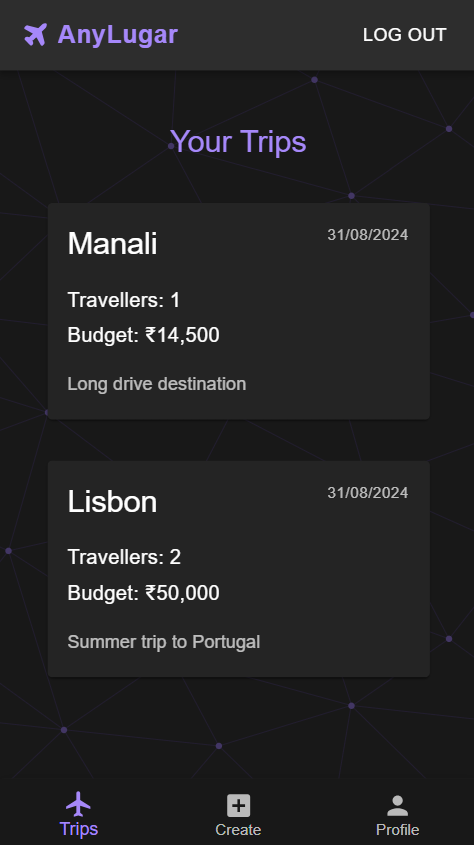 AnyLugar
LOG OUT
Your Trips
Manali
31/08/2024
Travellers: 1
Budget: ₹14,500
Long drive destination
Lisbon
31/08/2024
Travellers: 2
Budget: ₹50,000
Summer trip to Portugal
Trips
Create
Profile